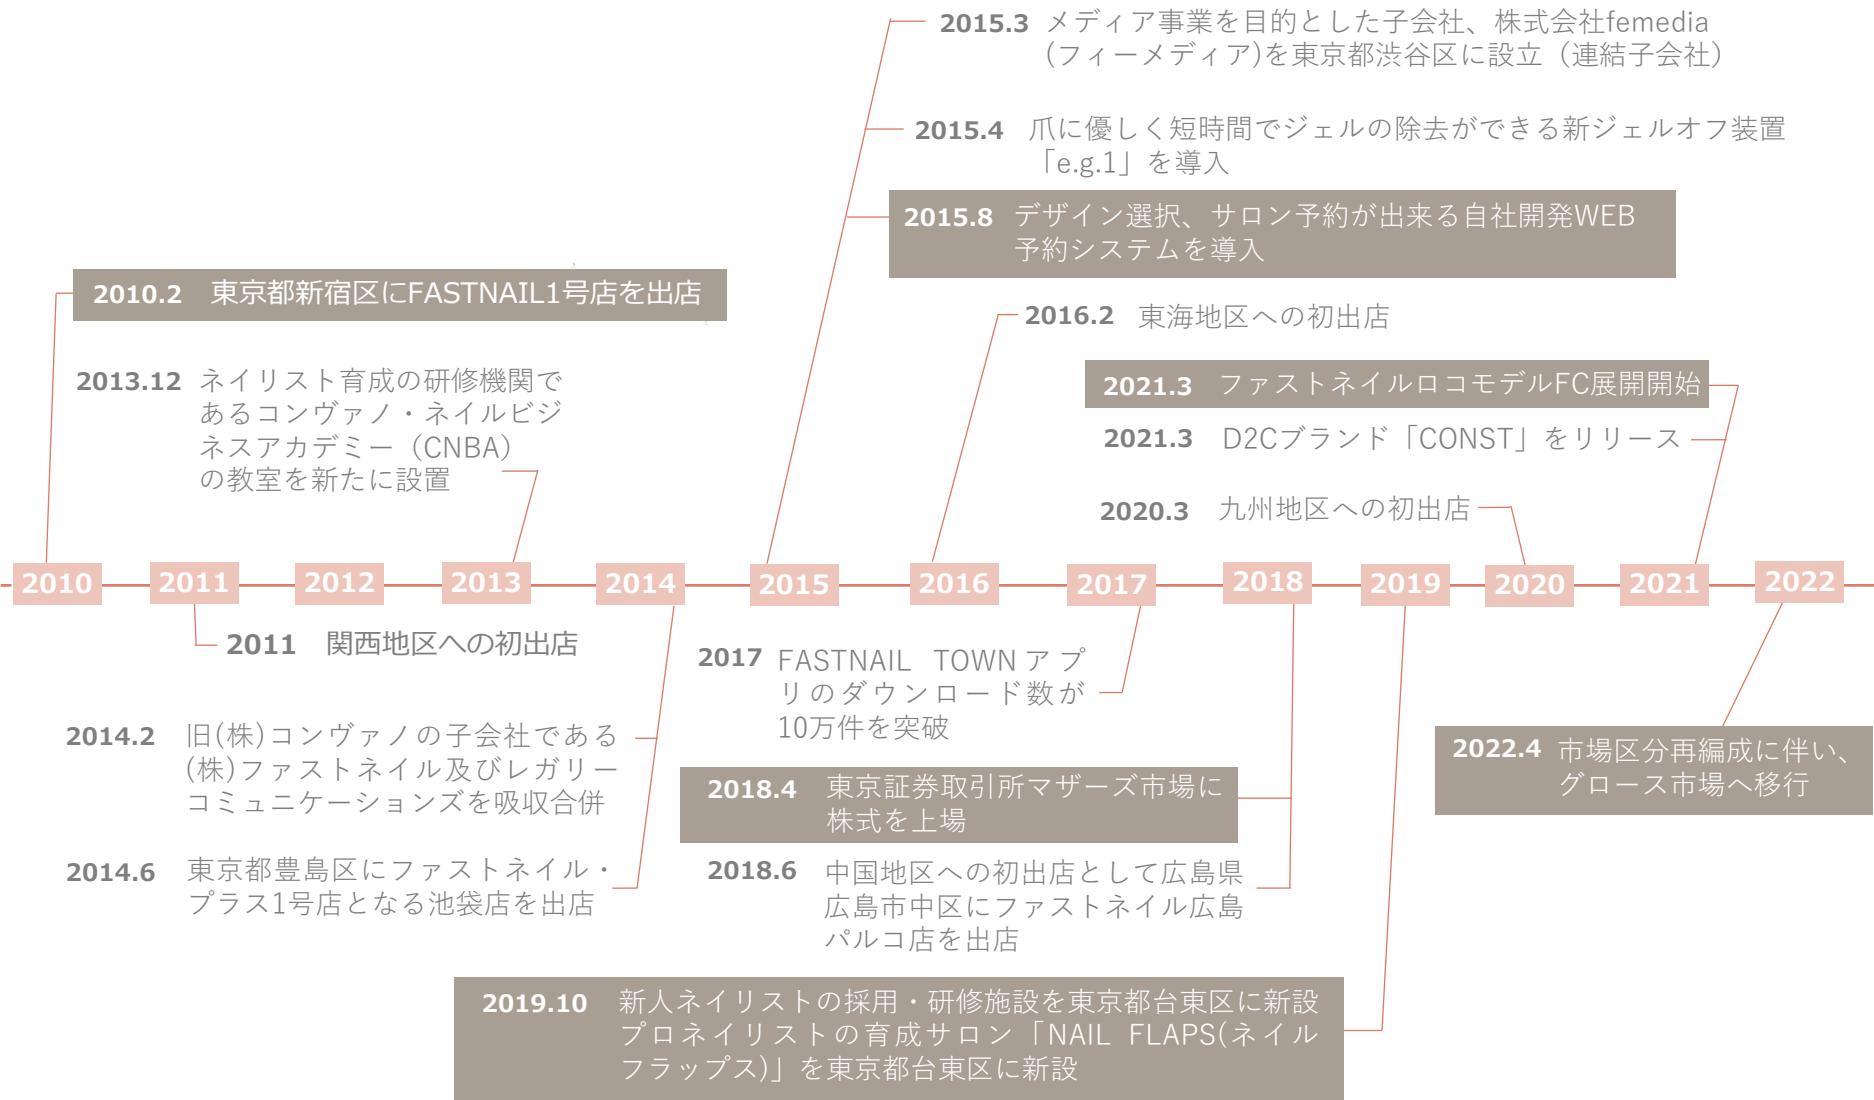 2015.3 メディア事業を目的とした子会社、株式会社femedia
(フィーメディア)を東京都渋谷区に設立（連結子会社）
2015.4 爪に優しく短時間でジェルの除去ができる新ジェルオフ装置
「e.g.1」を導入
2015.8 デザイン選択、サロン予約が出来る自社開発WEB
予約システムを導入
2010.2 東京都新宿区にFASTNAIL1号店を出店
2016.2 東海地区への初出店
2013.12 ネイリスト育成の研修機関で
あるコンヴァノ・ネイルビジ
ネスアカデミー（CNBA）
の教室を新たに設置
2021.3 ファストネイルロコモデルFC展開開始
2021.3 D2Cブランド「CONST」をリリース
2020.3 九州地区への初出店
2010 2011 2012 2013 2014 2015 2016 2017 2018 2019 2020 2021 2022
2011 関西地区への初出店
2014.2 旧(株)コンヴァノの子会社である
(株)ファストネイル及びレガリー
コミュニケーションズを吸収合併
2014.6 東京都豊島区にファストネイル・
プラス1号店となる池袋店を出店
2017 FASTNAIL TOWNアプ
リのダウンロード数が
10万件を突破
2018.4 東京証券取引所マザーズ市場に
株式を上場
2018.6 中国地区への初出店として広島県
広島市中区にファストネイル広島
パルコ店を出店
2022.4 市場区分再編成に伴い、
グロース市場へ移行
2019.10 新人ネイリストの採用・研修施設を東京都台東区に新設
プロネイリストの育成サロン「NAIL FLAPS(ネイル
フラップス)」を東京都台東区に新設